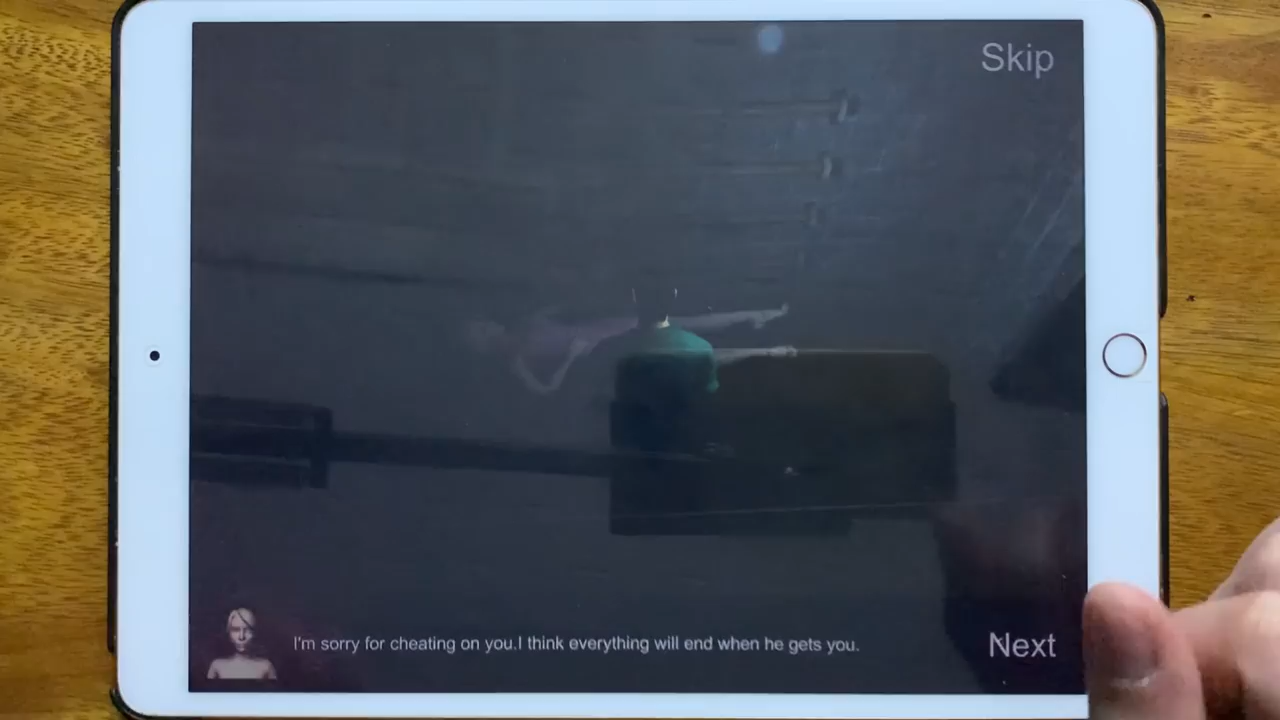 Skip
I'm sorry for cheating on you.I think everything will end when he gets you.
Next